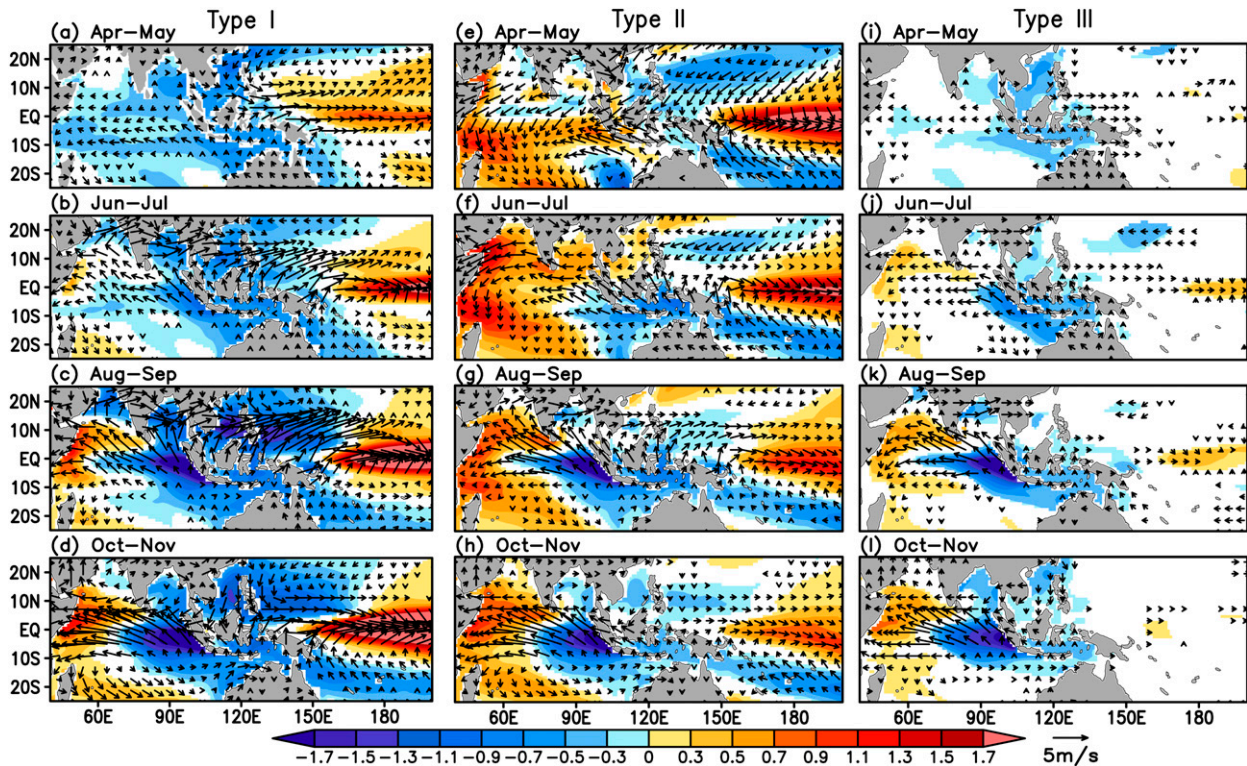 Type I Type II Type III
(a) Apr-May (e) Apr-May (i) Apr-May
20N
10N
EQ
10S
20S
(b) Jun-Jul (f) Jun-Jul (j) Jun-Jul
20N
10N
EQ
10S
20S
(c) Aug-Sep (g) Aug-Sep (k) Aug-Sep
20N
10N
EQ
10S
20S
(d) Oct-Nov (h) Oct-Nov (l) Oct-Nov
20N
10N
EQ
10S
20S
60E 90E 120E 150E 180 60E 90E 120E 150E 180 60E 90E 120E 150E 180
-1.7 -1.5 -1.3 -1.1 -0.9 -0.7 -0.5 -0.3 0 0.3 0.5 0.7 0.9 1.1 1.3 1.5 1.7 5m/s